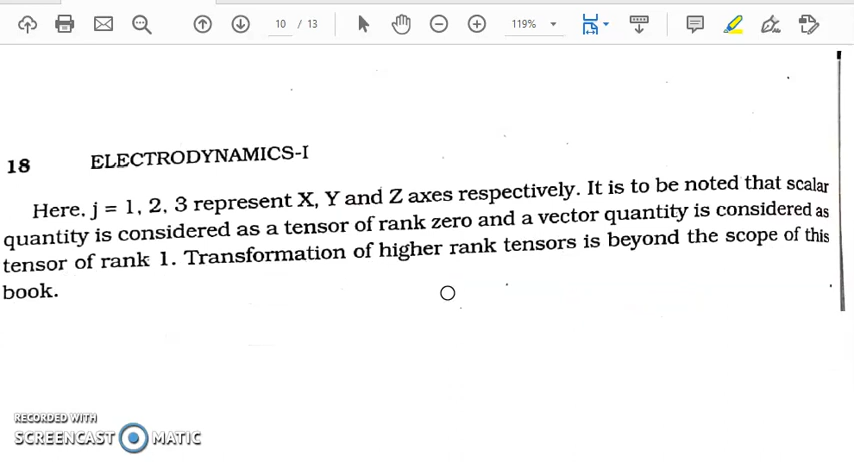 10 / 13 119%
18 ELECTRODYNAMICS-I
Here, j = 1, 2, 3 represent X, Y and Z axes respectively. It is to be noted that scalar
quantity is considered as a tensor of rank zero and a vector quantity is considered as
tensor of rank 1. Transformation of higher rank tensors is beyond the scope of this
book.
RECORDED WITH
SCREENCAST MATIC